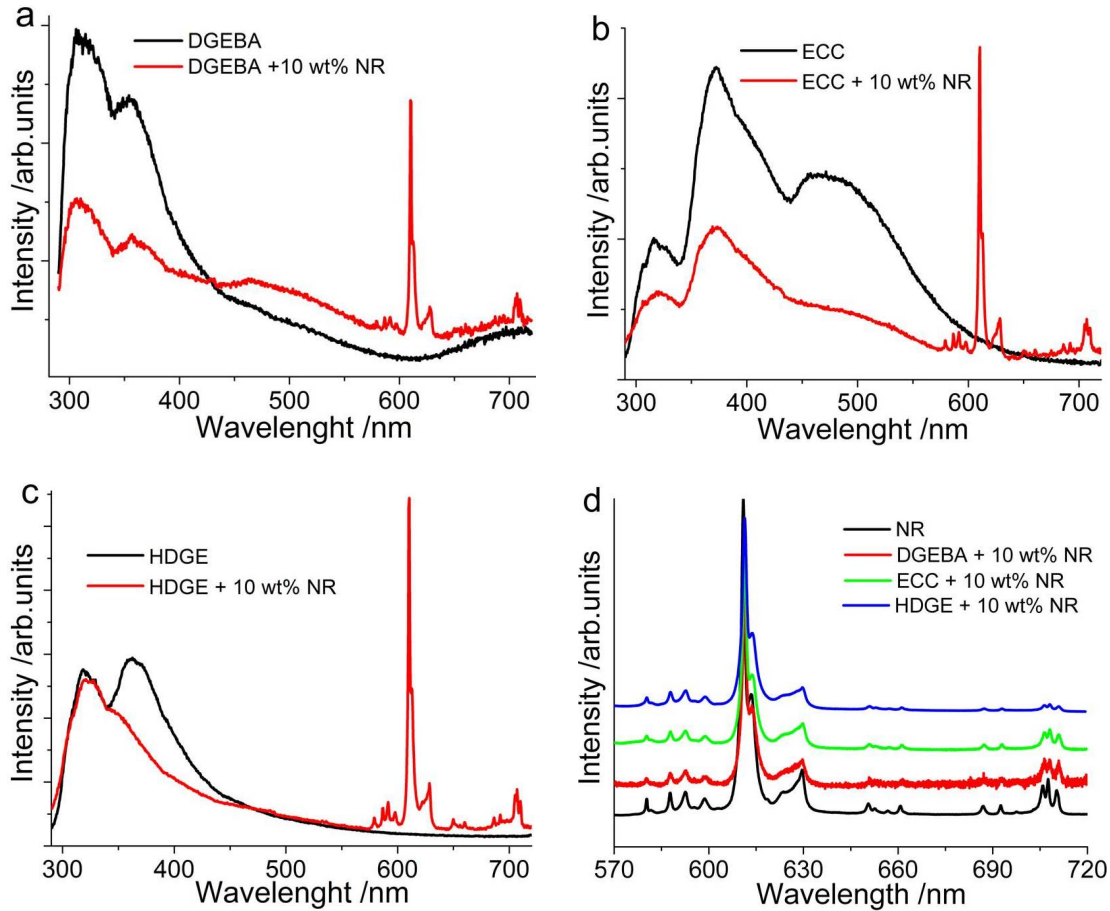 a
DGEBA
DGEBA +10 wt% NR
Intensity /arb.units
300 400 500 600 700
Wavelenght /nm
b
ECC
ECC + 10 wt% NR
Intensity /arb.units
300 400 500 600 700
Wavelenght /nm
c
HDGE
HDGE + 10 wt% NR
Intensity /arb.units
300 400 500 600 700
Wavelenght /nm
d
NR
DGEBA + 10 wt% NR
ECC + 10 wt% NR
HDGE + 10 wt% NR
Intensity /arb.units
570 600 630 660 690 720
Wavelength /nm